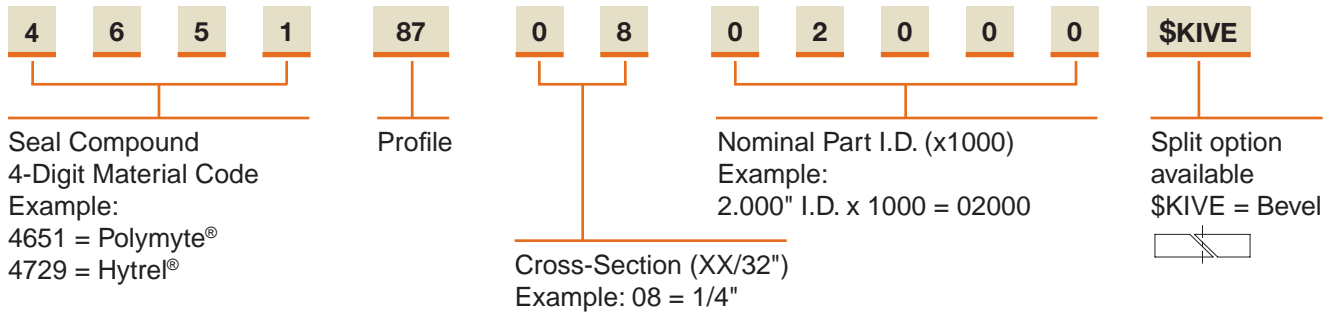 4 6 5 1 87 0 8 0 2 0 0 0 $KIVE
Seal Compound
4-Digit Material Code
Example:
4651 = Polymyte®
4729 = Hytrel®
Profile
Cross-Section (XX/32")
Example: 08 = 1/4"
Nominal Part I.D. (x1000)
Example:
2.000" I.D. x 1000 = 02000
Split option
available
$KIVE = Bevel